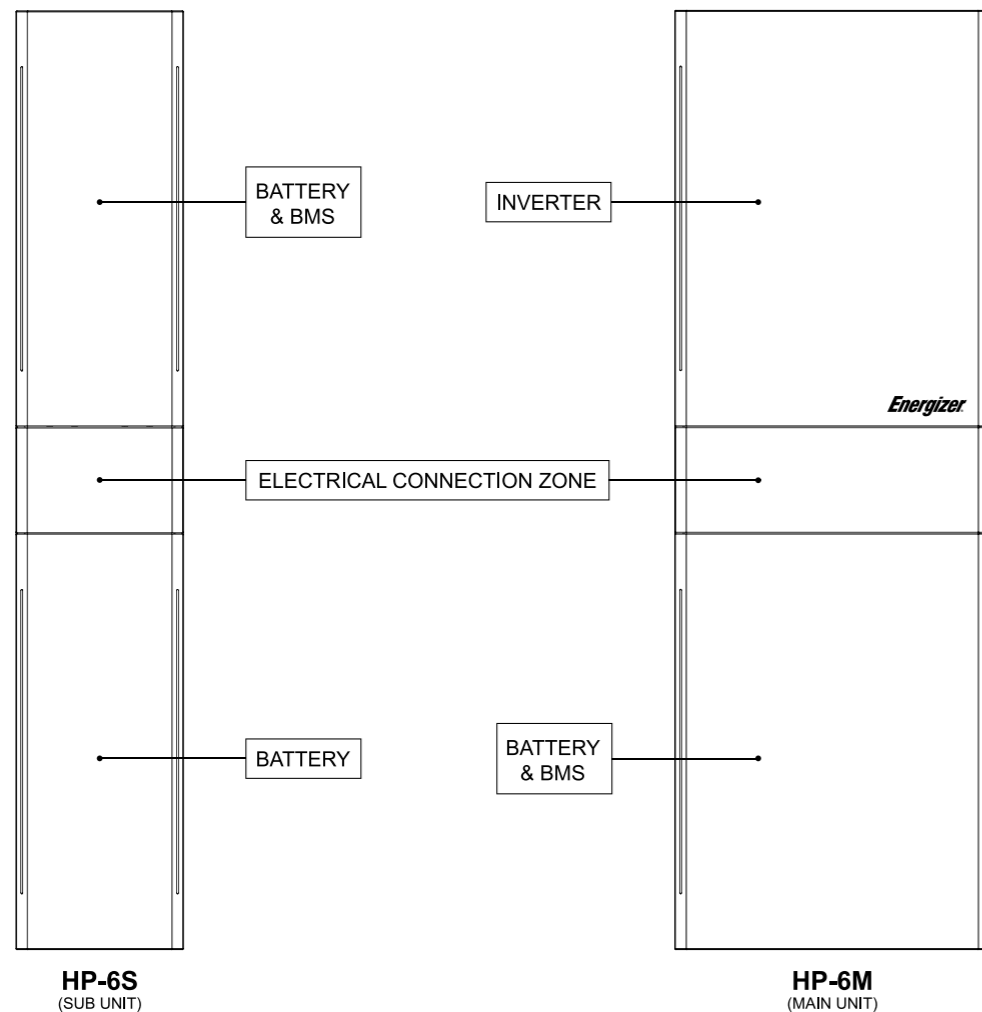 BATTERY
& BMS
INVERTER
Energizer
ELECTRICAL CONNECTION ZONE
BATTERY
BATTERY
& BMS
HP-6S
(SUB UNIT)
HP-6M
(MAIN UNIT)